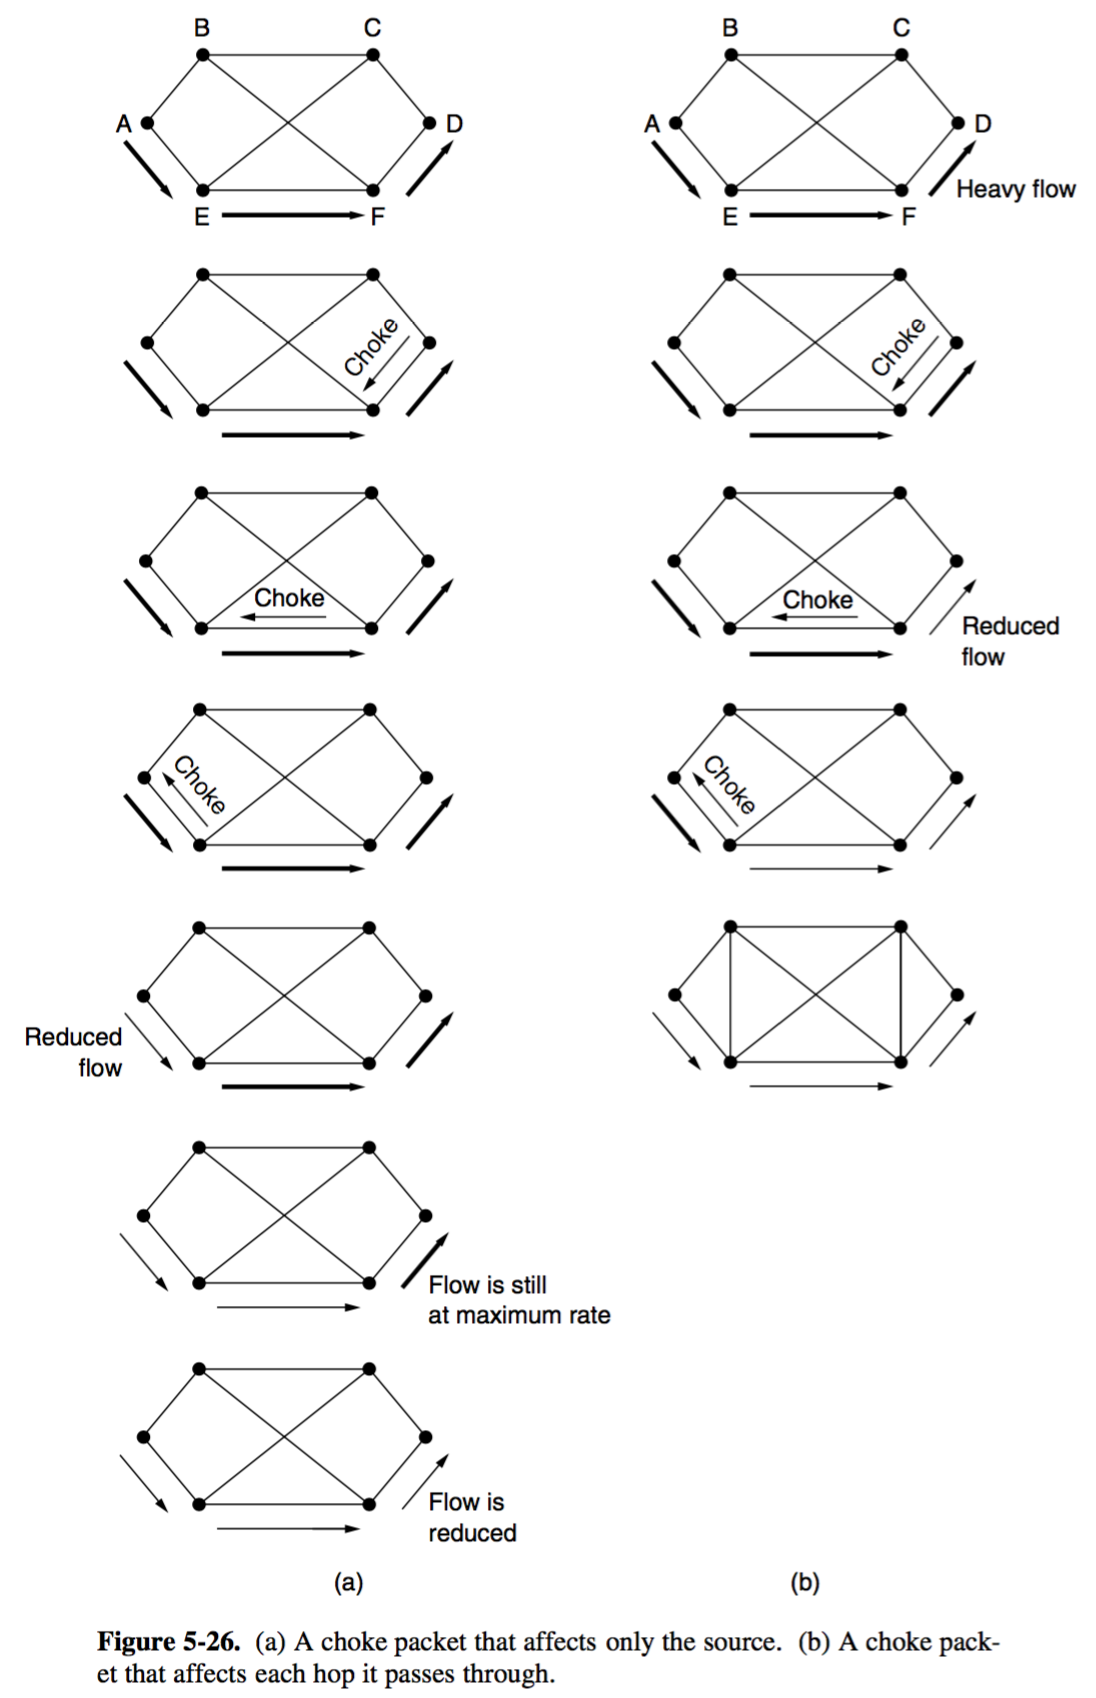 B C
A D
E F
B C
A D
E F
Heavy flow
Choke
Choke
Choke
Choke
Reduced
flow
Choke
Choke
Reduced
flow
Flow is still
at maximum rate
Flow is
reduced
(a) (b)
Figure 5-26. (a) A choke packet that affects only the source. (b) A choke pack-
et that affects each hop it passes through.